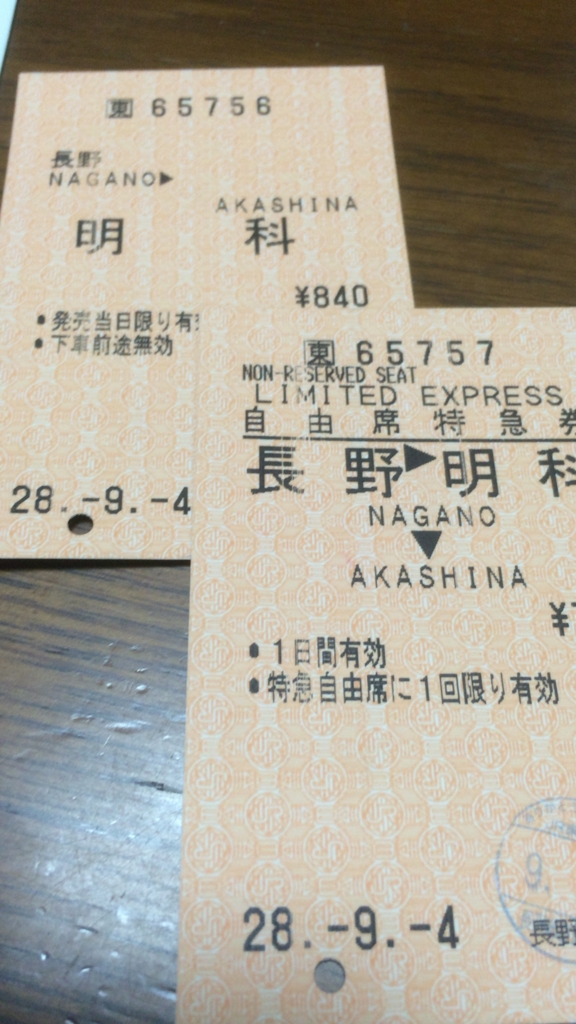 東 65756
長野
NAGANO▶
AKASHINA
明 科
¥840
•発売当日限り有
•下車前途無効
28.-9.-4
東 65757
NON-RESERVED SEAT
LIMITED EXPRESS
自由席特急券
長野▶明科
NAGANO
▼
AKASHINA
¥
•1日間有効
•特急自由席に1回限り有効
9.
28.-9.-4
長野